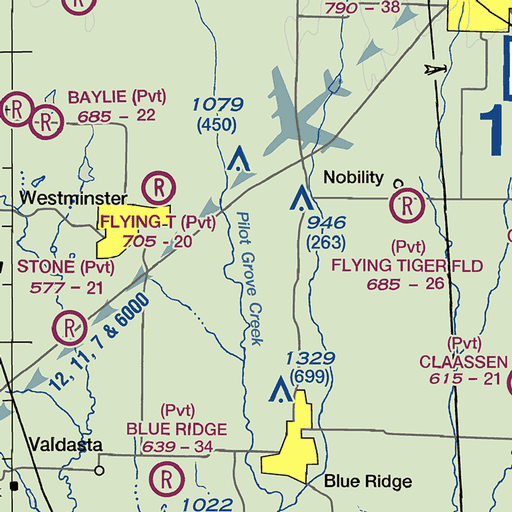 790 - 38
BAYLIE (Pvt)
685 - 22
R
R
1079
(450)
1
R
Nobility
Westminster
R
946
(263)
FLYING T (Pvt)
705 - 20
Pilot Grove Creek
(Pvt)
FLYING TIGER FLD
685 - 26
STONE (Pvt)
577 - 21
R
12, 11, 7 & 6000
1329
(699)
(Pvt)
CLAASSEN
615 - 21
(Pvt)
BLUE RIDGE
639 - 34
Valdasta
R
Blue Ridge
1022